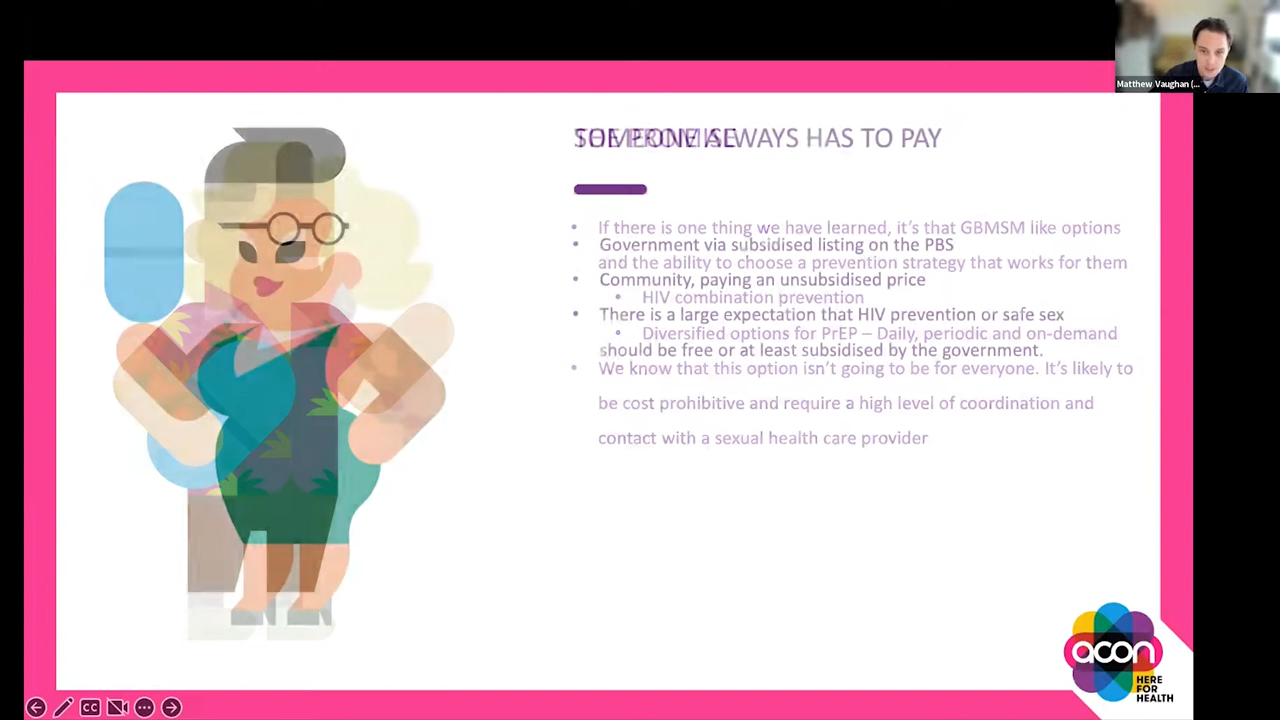 Matthew Vaughan (...
SOMEONE ALWAYS HAS TO PAY
THE PROMISE
• If there is one thing we have learned, it’s that GBMSM like options
• Government via subsidised listing on the PBS
and the ability to choose a prevention strategy that works for them
• Community, paying an unsubsidised price
• HIV combination prevention
• There is a large expectation that HIV prevention or safe sex
• Diversified options for PrEP – Daily, periodic and on-demand
should be free or at least subsidised by the government.
• We know that this option isn’t going to be for everyone. It’s likely to
be cost prohibitive and require a high level of coordination and
contact with a sexual health care provider
acon
HERE
FOR
HEALTH
CC